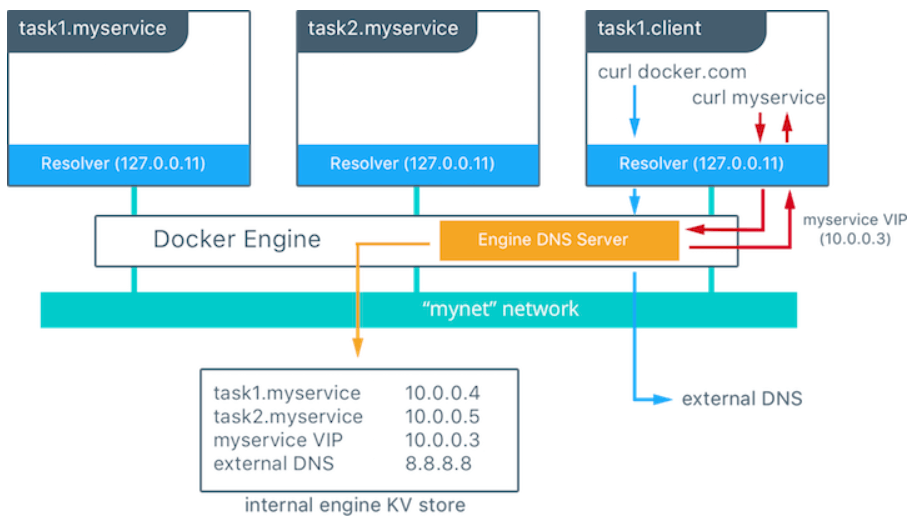 task1.myservice
task2.myservice
task1.client
curl docker.com
curl myservice
Resolver (127.0.0.11)
Resolver (127.0.0.11)
Resolver (127.0.0.11)
myservice VIP
(10.0.0.3)
Docker Engine
Engine DNS Server
“mynet” network
task1.myservice 10.0.0.4
task2.myservice 10.0.0.5
myservice VIP 10.0.0.3
external DNS 8.8.8.8
external DNS
internal engine KV store